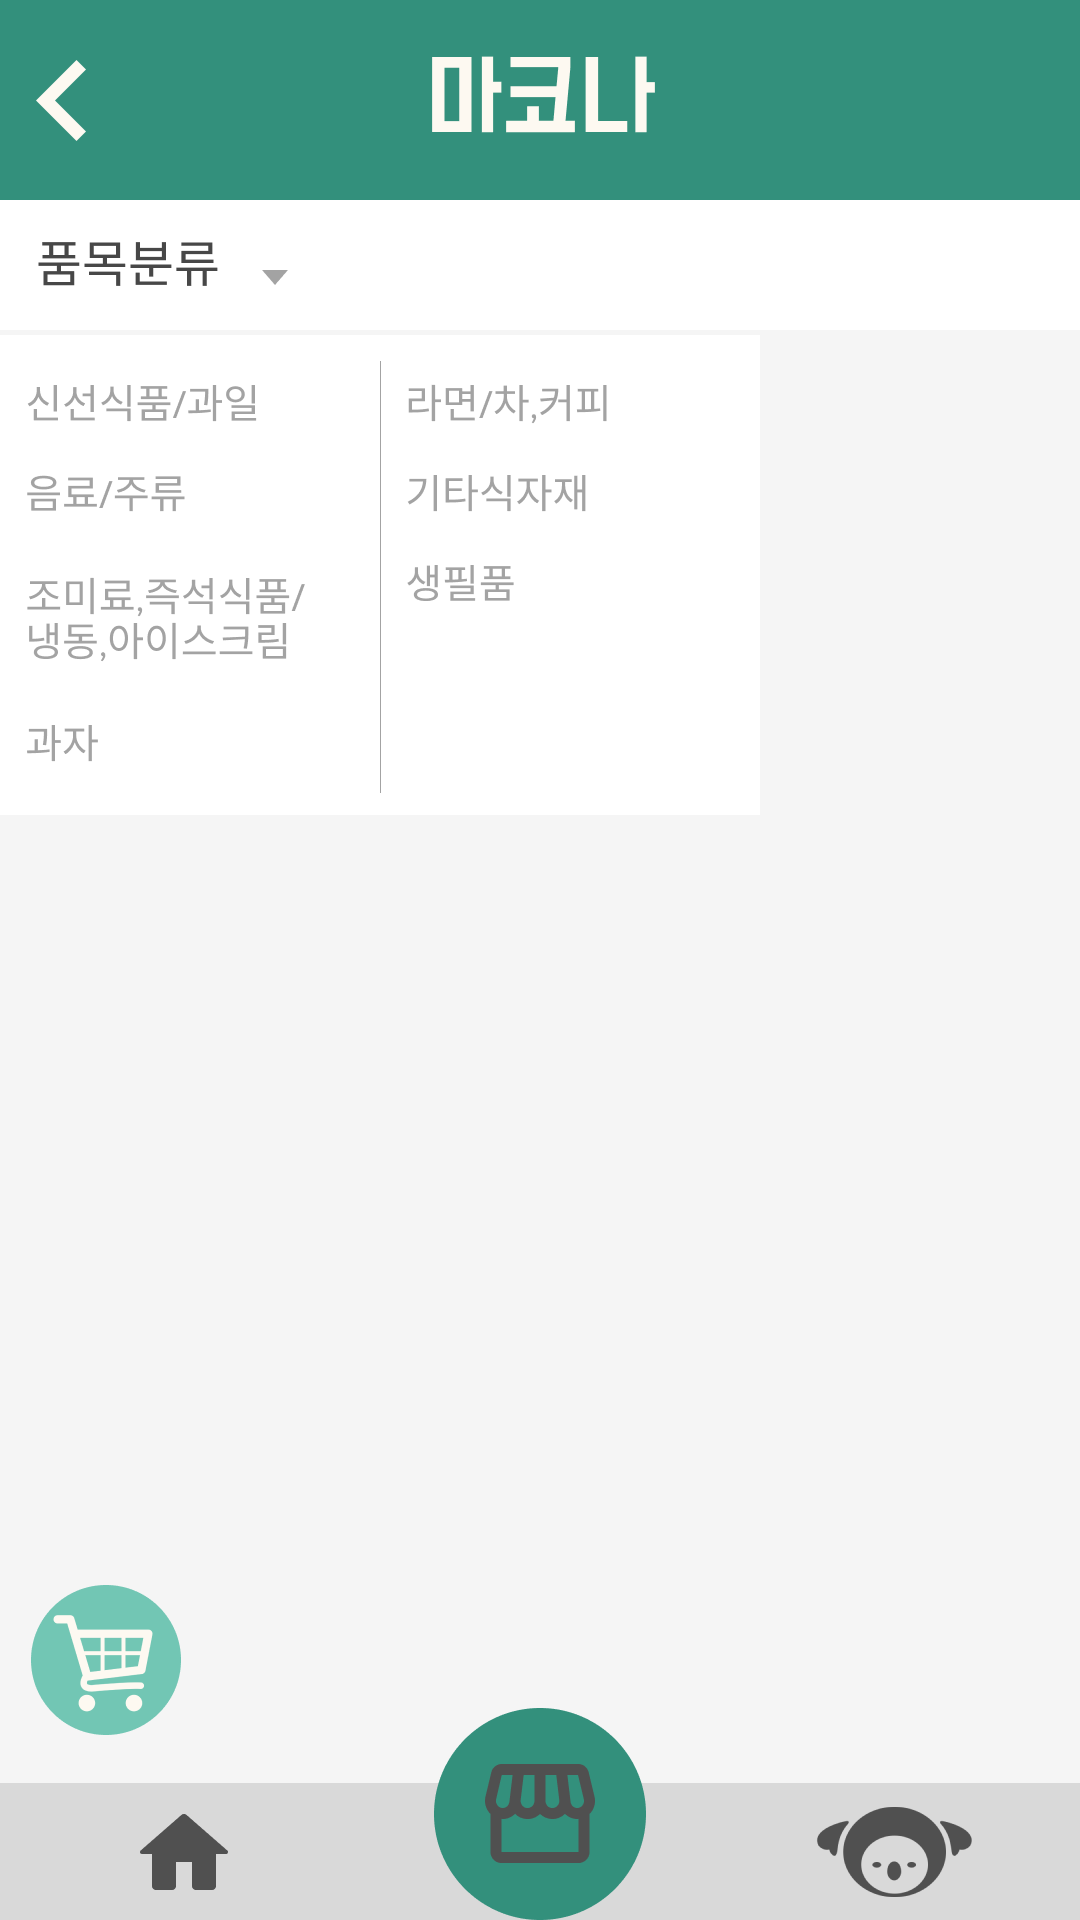 마코나
품목분류
신선식품/과일
음료/주류
조미료,즉석식품/
냉동,아이스크림
과자
라면/차,커피
기타식자재
생필품